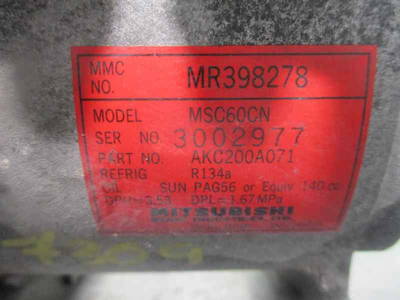 MMC NO. MR398278
MODEL MSC60CN
SER NO 3002977
PART NO. AKC200A071
REFRIG R134a
OIL SUN PAG56 or Equiv 140 cc
DPL=1.67MPa
MITSUBISHI